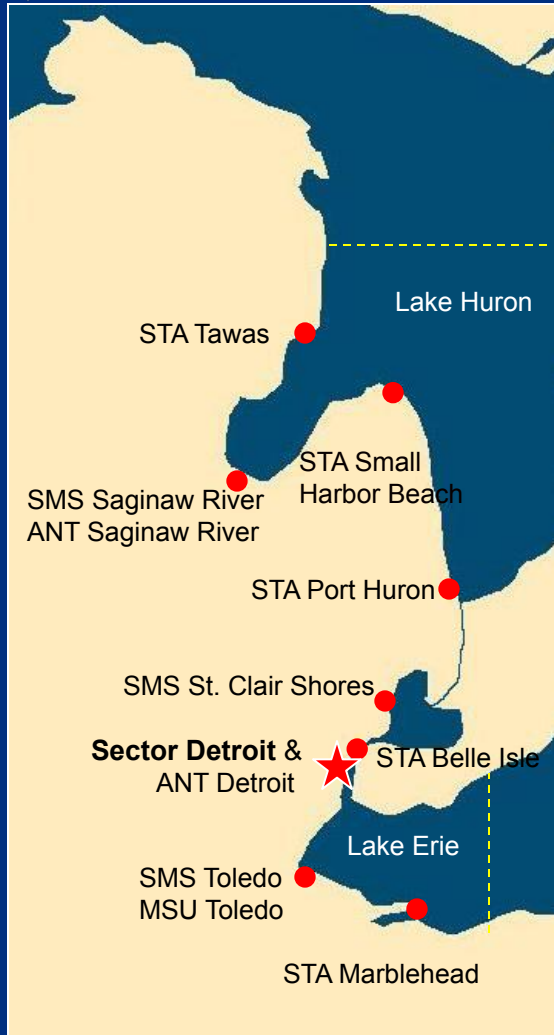 Lake Huron
STA Tawas
STA Small
Harbor Beach
SMS Saginaw River
ANT Saginaw River
STA Port Huron
SMS St. Clair Shores
Sector Detroit &
ANT Detroit
STA Belle Isle
Lake Erie
SMS Toledo
MSU Toledo
STA Marblehead